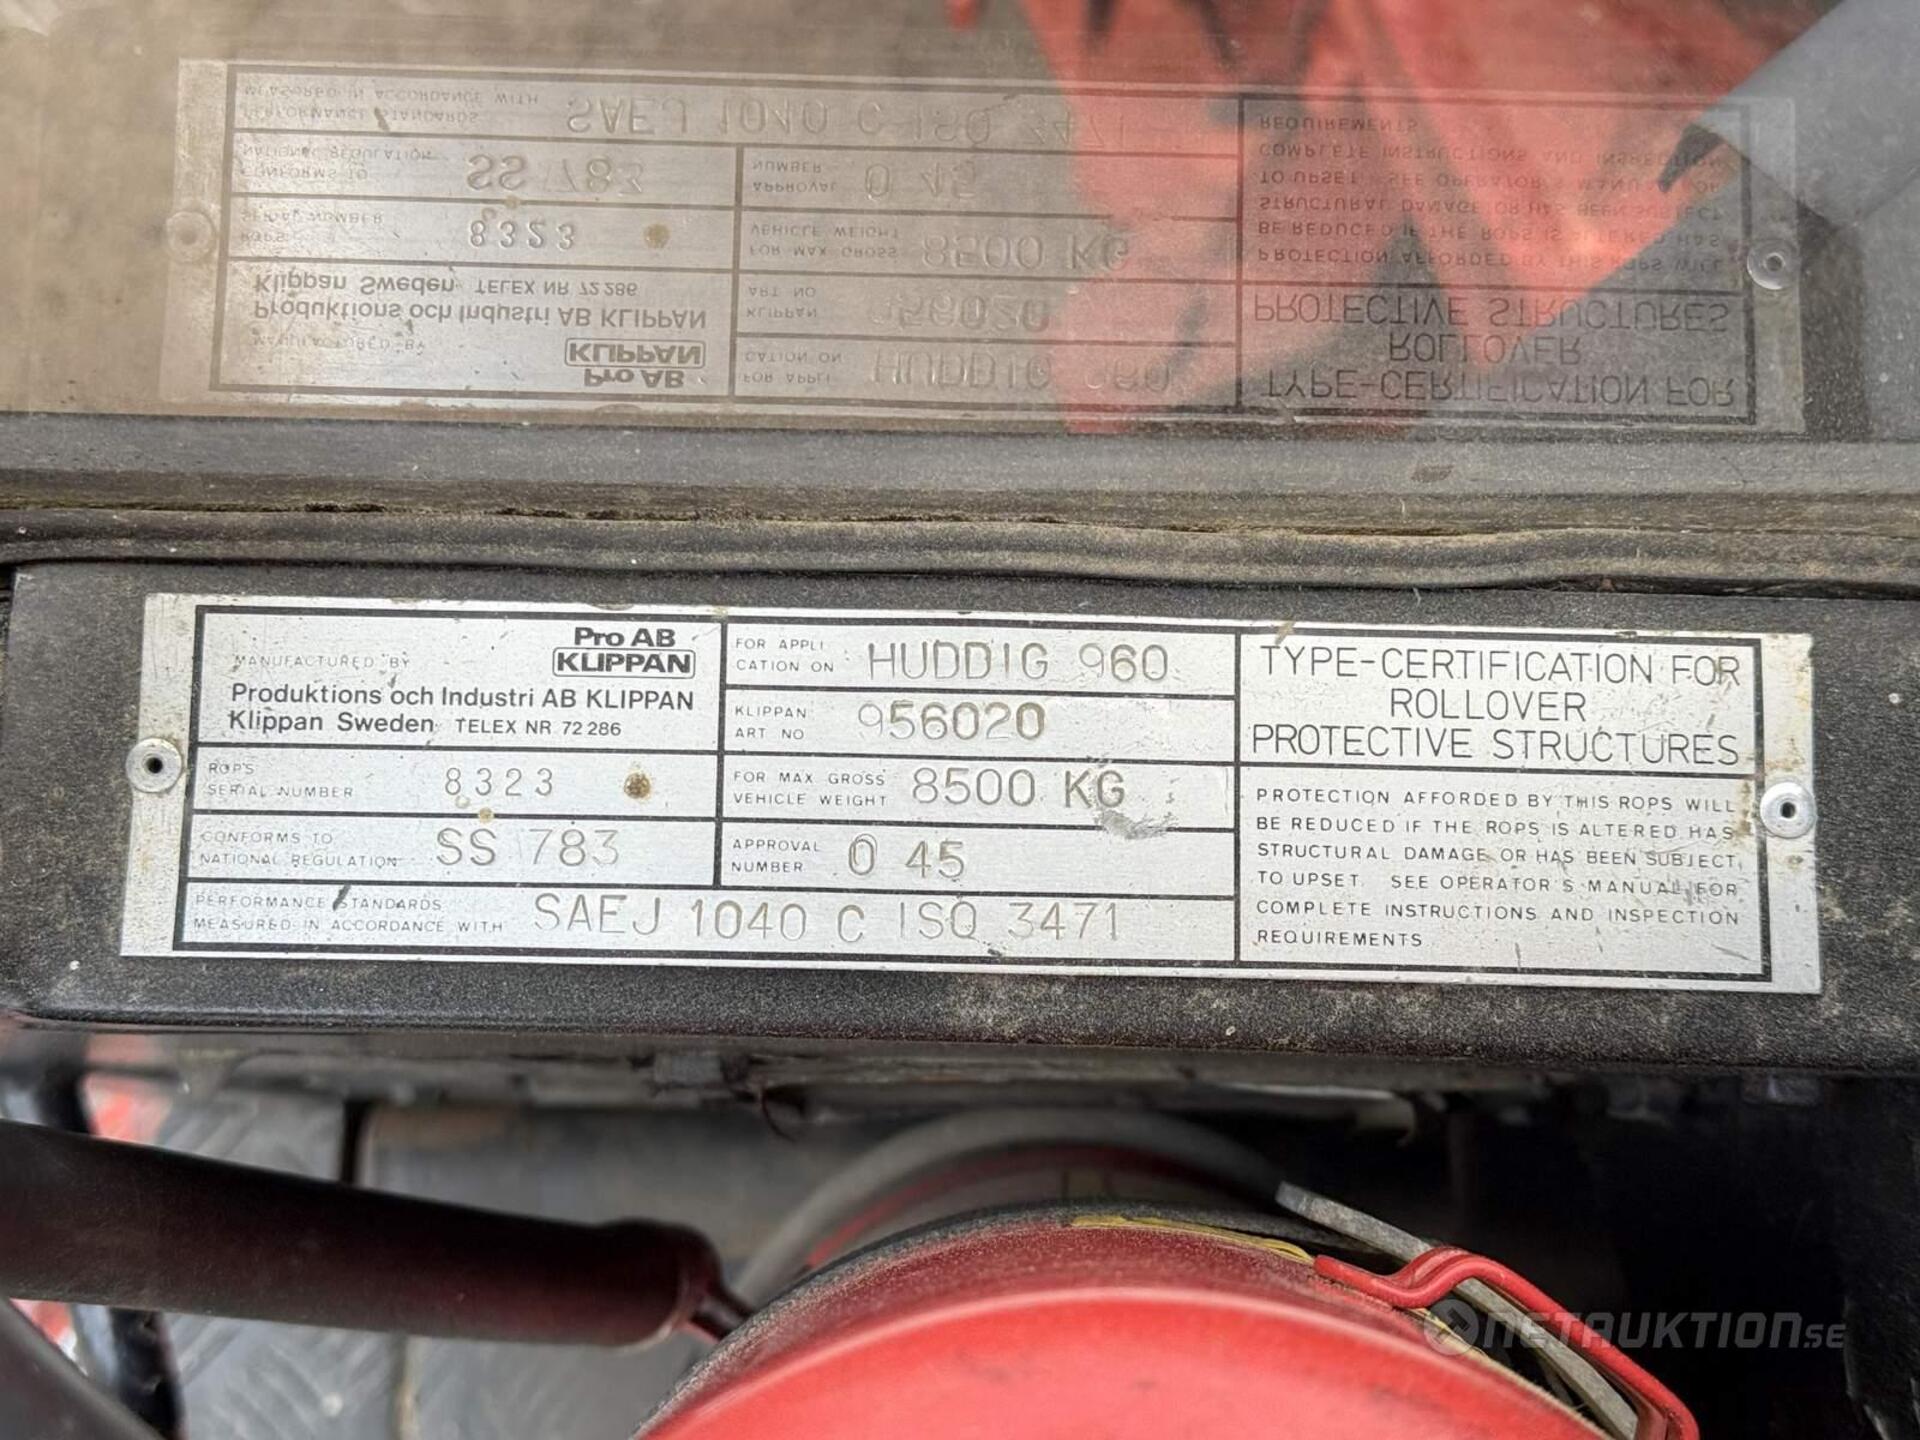 Pro AB
KLIPPAN
MANUFACTURED BY
Produktions och Industri AB KLIPPAN
Klippan Sweden TELEX NR 72 286
ROPS
SERIAL NUMBER 8323
CONFORMS TO
NATIONAL REGULATION SS 783
PERFORMANCE STANDARDS
MEASURED IN ACCORDANCE WITH SAEJ 1040 C ISO 3471
FOR APPLI
CATION ON HUDDIG 960
KLIPPAN
ART NO 956020
FOR MAX GROSS
VEHICLE WEIGHT 8500 KG
APPROVAL
NUMBER 0 45
TYPE-CERTIFICATION FOR
ROLLOVER
PROTECTIVE STRUCTURES
PROTECTION AFFORDED BY THIS ROPS WILL
BE REDUCED IF THE ROPS IS ALTERED HAS
STRUCTURAL DAMAGE OR HAS BEEN SUBJECT
TO UPSET. SEE OPERATOR'S MANUAL FOR
COMPLETE INSTRUCTIONS AND INSPECTION
REQUIREMENTS
NETAUKTION.SE